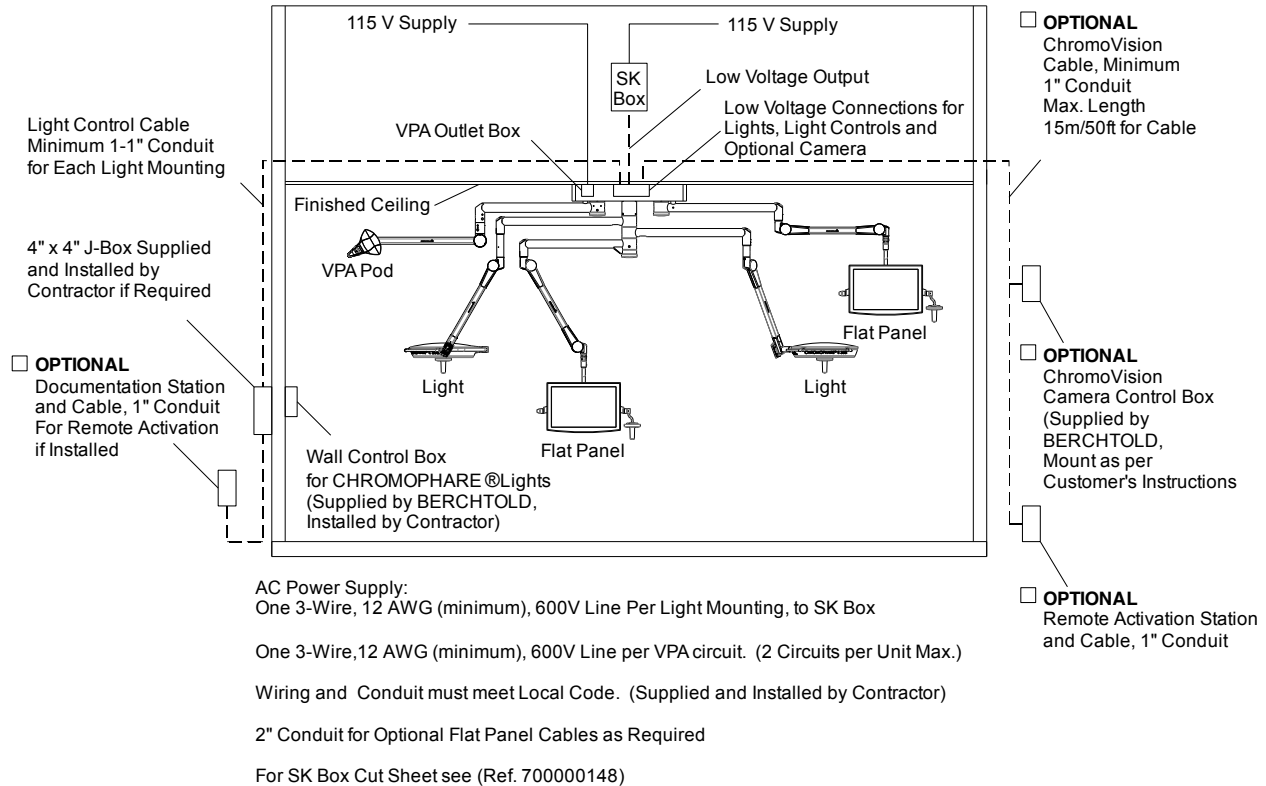 115 V Supply
115 V Supply
SK
Box
Low Voltage Output
Low Voltage Connections for
Lights, Light Controls and
Optional Camera
VPA Outlet Box
Light Control Cable
Minimum 1-1" Conduit
for Each Light Mounting
4" x 4" J-Box Supplied
and Installed by
Contractor if Required
OPTIONAL
Documentation Station
and Cable, 1" Conduit
For Remote Activation
if Installed
Finished Ceiling
VPA Pod
Light
Flat Panel
Light
Flat Panel
Wall Control Box
for CHROMOPHARE ® Lights
(Supplied by BERCHTOLD,
Installed by Contractor)
OPTIONAL
ChromoVision
Cable, Minimum
1" Conduit
Max. Length
15m/50ft for Cable
OPTIONAL
ChromoVision
Camera Control Box
(Supplied by
BERCHTOLD,
Mount as per
Customer's Instructions
OPTIONAL
Remote Activation Station
and Cable, 1" Conduit
AC Power Supply:
One 3-Wire, 12 AWG (minimum), 600V Line Per Light Mounting, to SK Box
One 3-Wire,12 AWG (minimum), 600V Line per VPA circuit. (2 Circuits per Unit Max.)
Wiring and Conduit must meet Local Code. (Supplied and Installed by Contractor)
2" Conduit for Optional Flat Panel Cables as Required
For SK Box Cut Sheet see (Ref. 700000148)